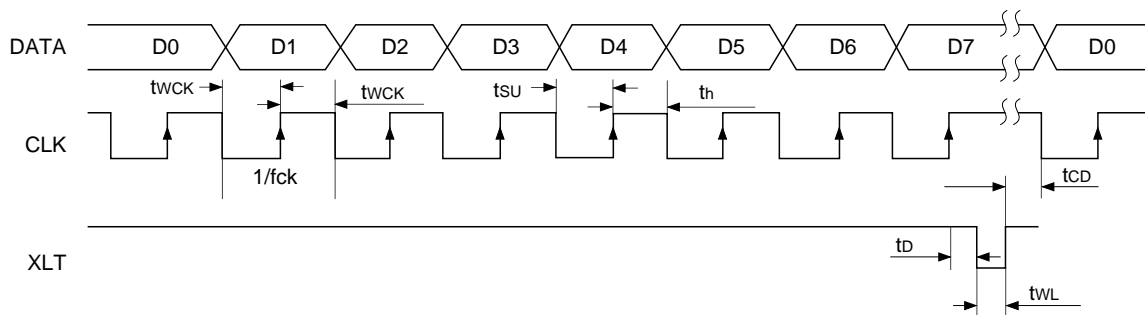 DATA D0 D1 D2 D3 D4 D5 D6 D7 D0
tWCK tWCK tSU th
CLK
1/fck tCD
XLT tD
tWL